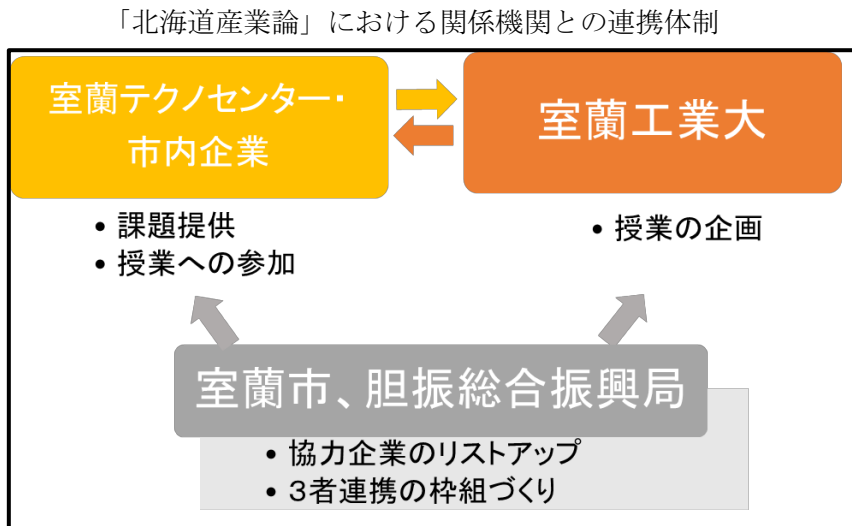 「北海道産業論」における関係機関との連携体制
室蘭テクノセンター・
市内企業
室蘭工業大
• 課題提供
• 授業への参加
• 授業の企画
室蘭市、胆振総合振興局
• 協力企業のリストアップ
• ３者連携の枠組づくり